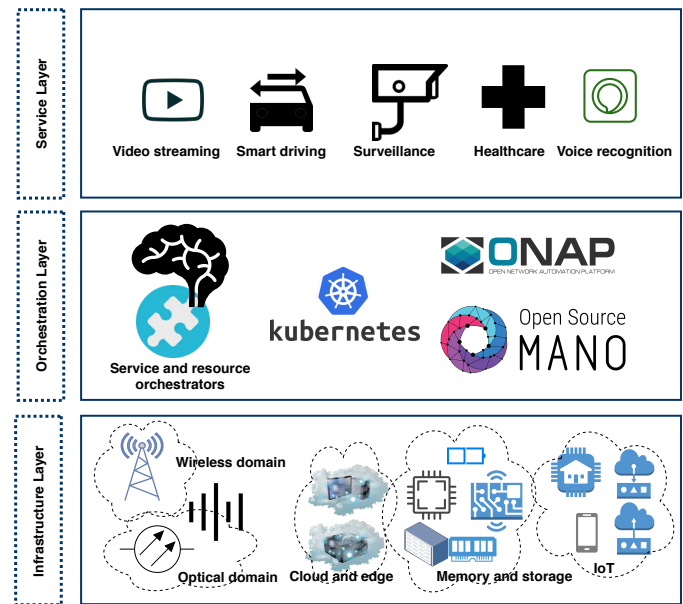 Service Layer
Video streaming
Smart driving
Surveillance
Healthcare
Voice recognition
Orchestration Layer
Service and resource
orchestrators
kubernetes
ONAP
OPEN NETWORK AUTOMATION PLATFORM
Open Source
MANO
Infrastructure Layer
Wireless domain
Optical domain
Cloud and edge
Memory and storage
IoT